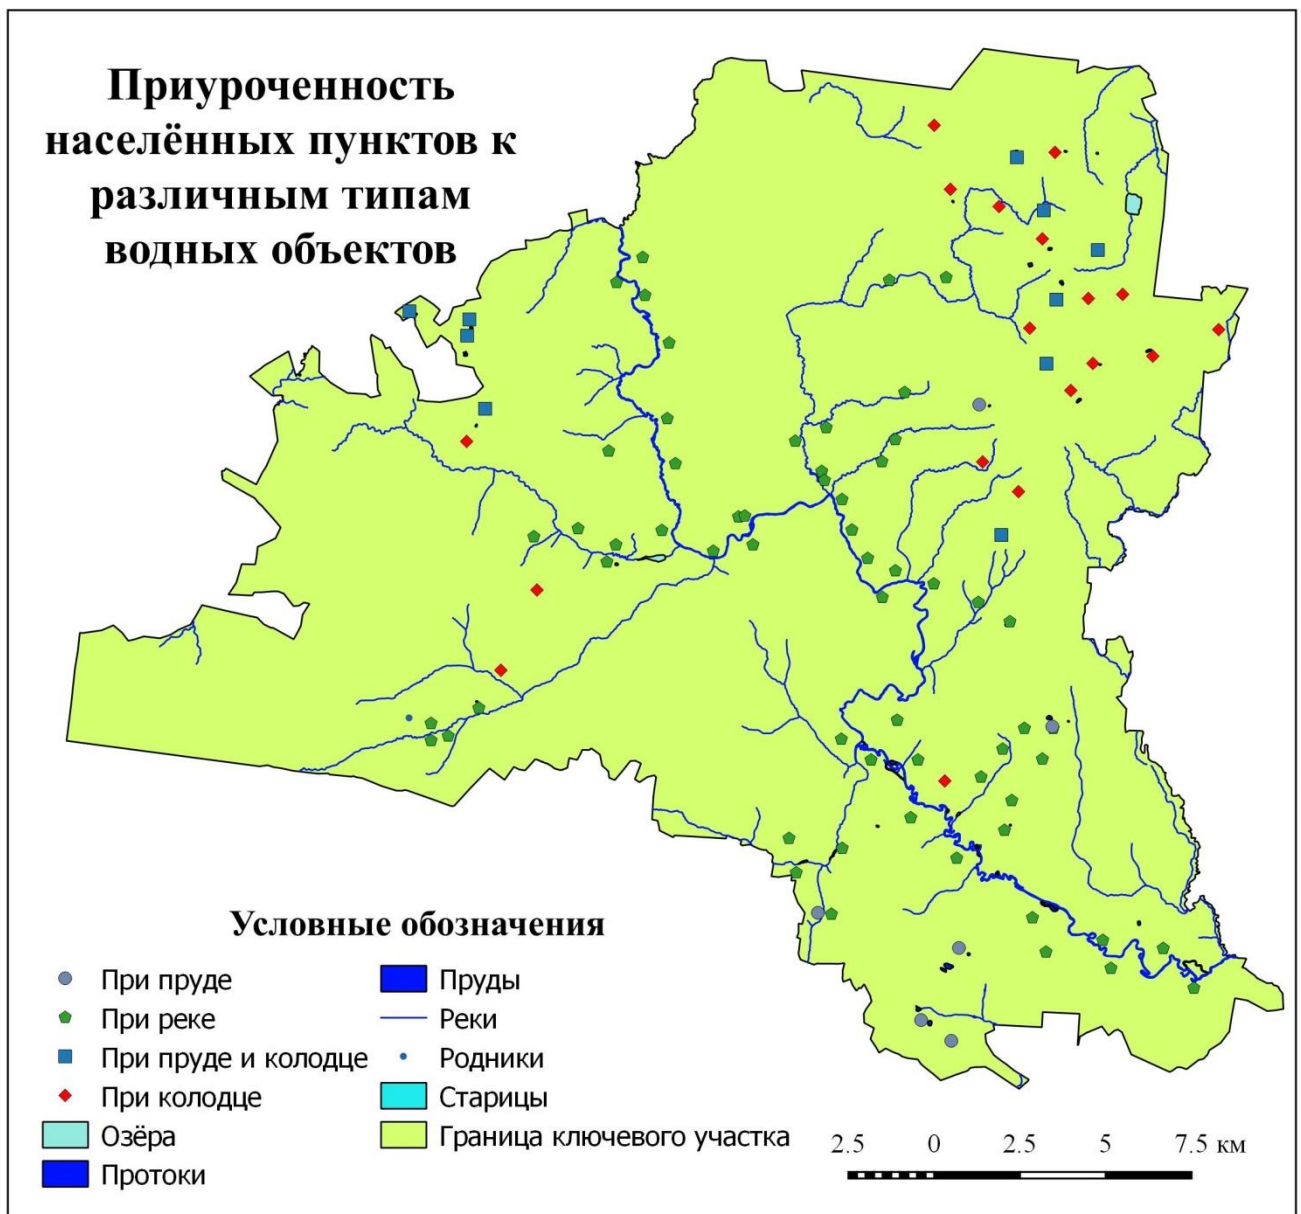 Приуроченность
населённых пунктов к
различным типам
водных объектов
Условные обозначения
При пруде
При реке
При пруде и колодце
При колодце
Озёра
Протоки
Пруды
Реки
Родники
Старицы
Граница ключевого участка
2.5 0 2.5 5 7.5 км